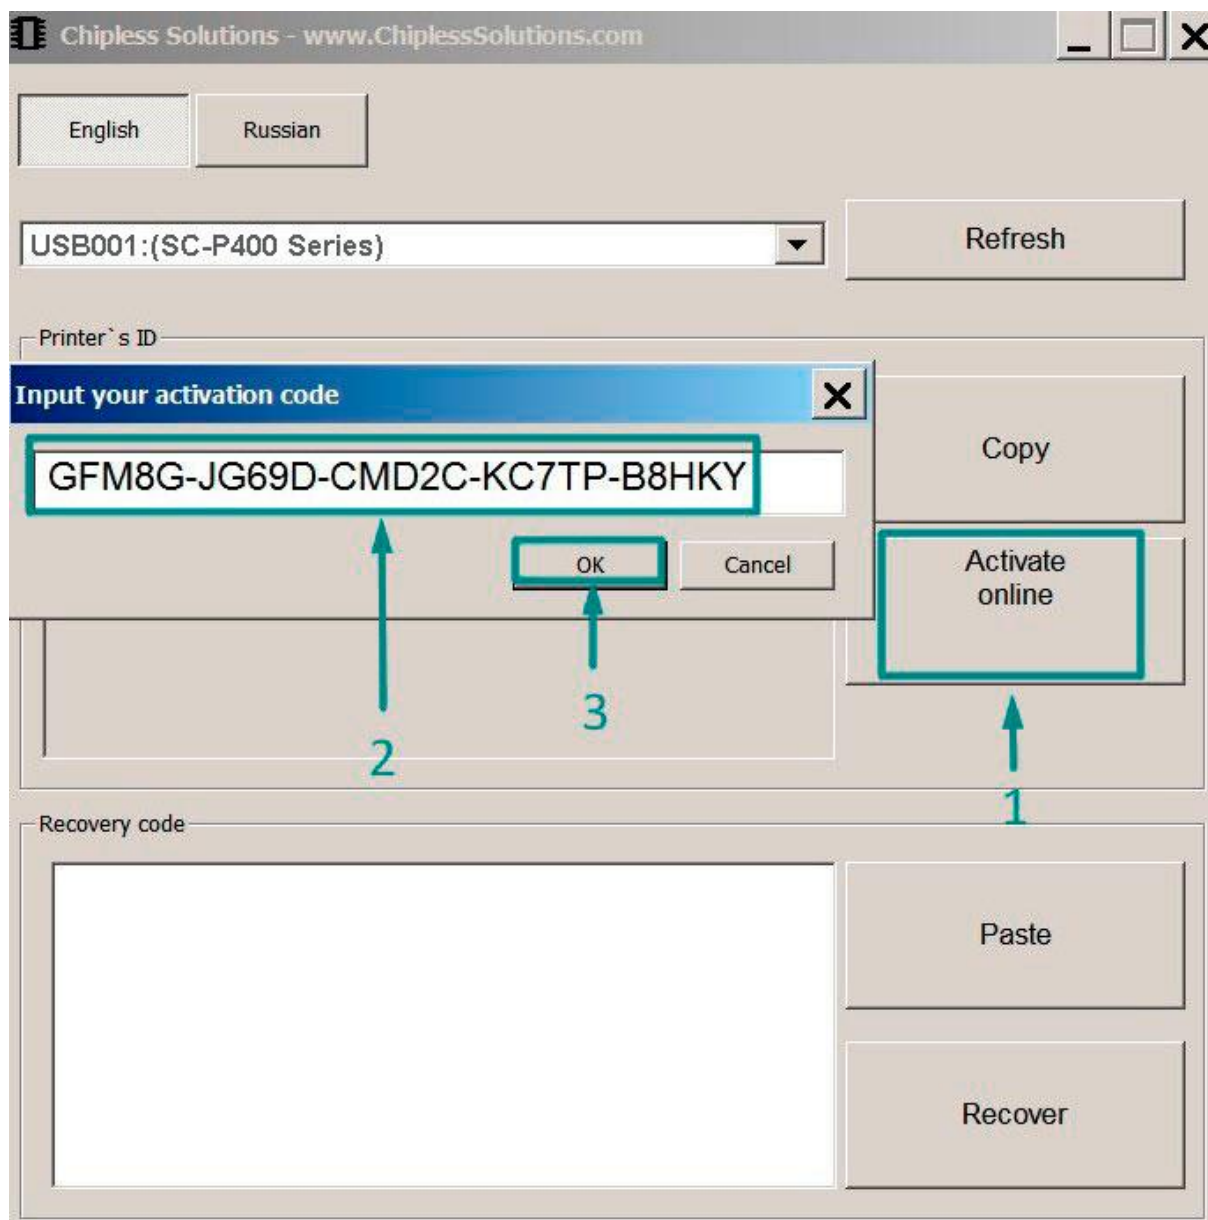 Chipless Solutions - www.ChiplessSolutions.com
English
Russian
USB001:(SC-P400 Series)
Refresh
Printer`s ID
Input your activation code
GFM8G-JG69D-CMD2C-KC7TP-B8HKY
OK
Cancel
Copy
Activate
online
2
3
1
Recovery code
Paste
Recover